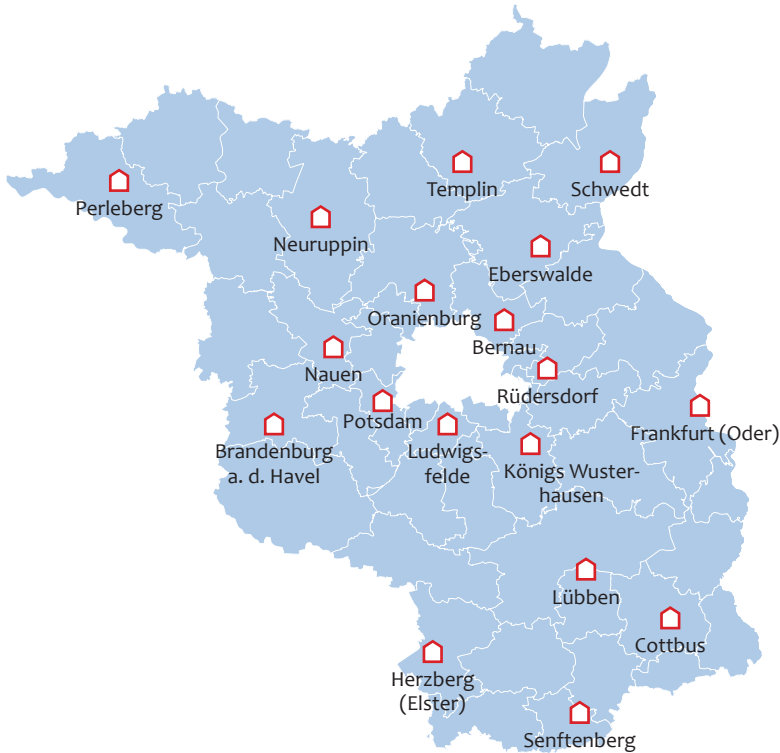 Templin
Schwedt
Perleberg
Neuruppin
Eberswalde
Oranienburg
Bernau
Nauen
Rüdersdorf
Potsdam
Frankfurt (Oder)
Brandenburg
a. d. Havel
Ludwigs-
felde
Königs Wuster-
hausen
Lübben
Cottbus
Herzberg
(Elster)
Senftenberg